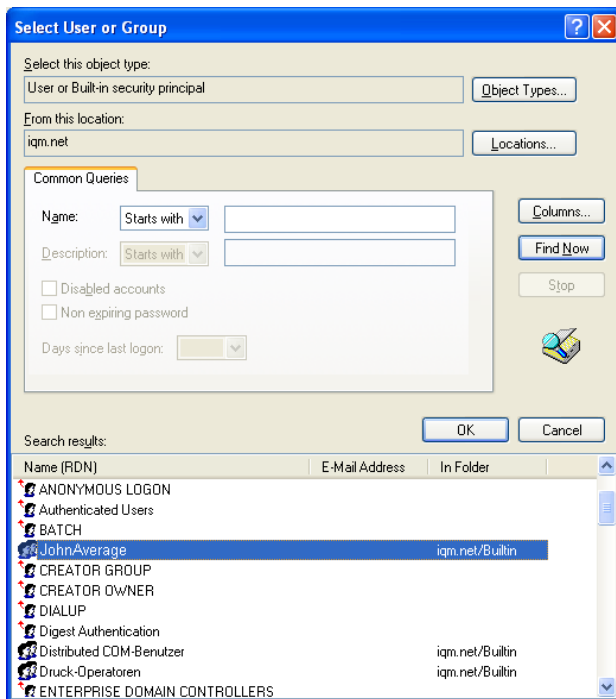 Select User or Group
Select this object type:
User or Built-in security principal
Object Types...
From this location:
iqm.net
Locations...
Common Queries
Name: Starts with
Columns...
Description: Starts with
Find Now
Disabled accounts
Stop
Non expiring password
Days since last logon:
OK Cancel
Search results:
Name (RDN) E-Mail Address In Folder
ANONYMOUS LOGON
Authenticated Users
BATCH
JohnAverage iqm.net/Builtin
CREATOR GROUP
CREATOR OWNER
DIALUP
Digest Authentication
Distributed COM-Benutzer iqm.net/Builtin
Druck-Operatoren iqm.net/Builtin
ENTERPRISE DOMAIN CONTROLLERS